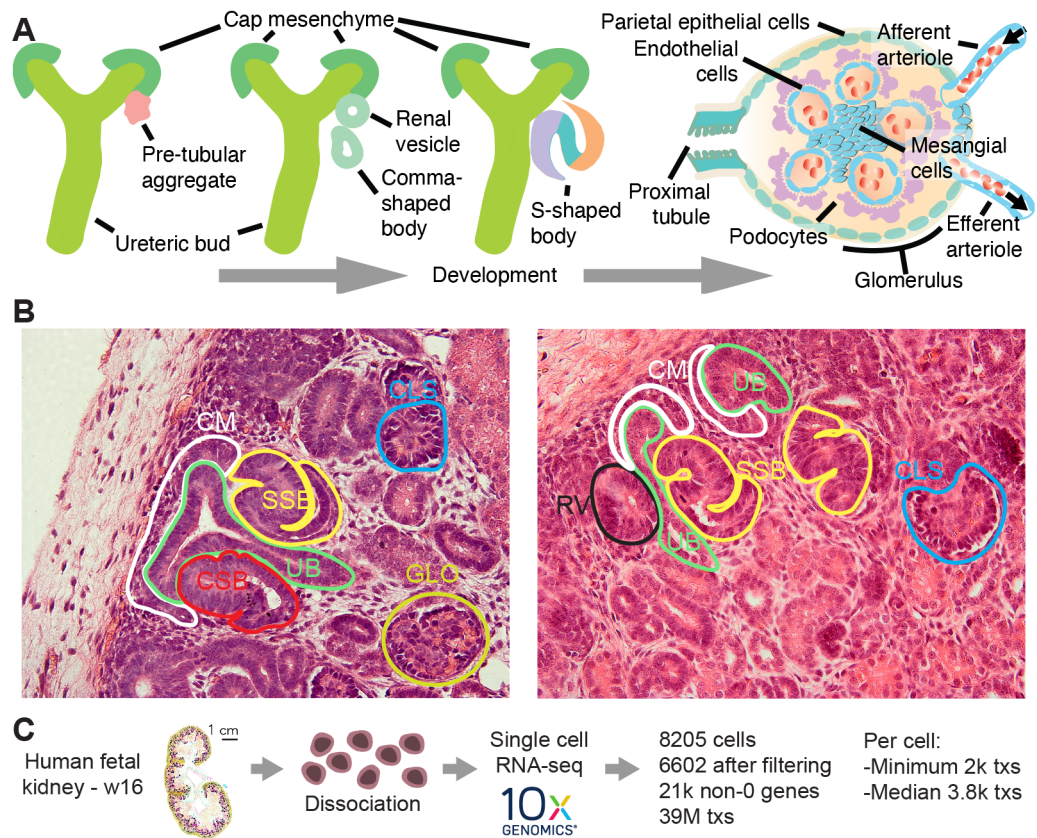 A
Cap mesenchyme
Pre-tubular
aggregate
Ureteric bud
Renal
vesicle
Comma-
shaped
body
S-shaped
body
Development
Parietal epithelial cells
Endothelial
cells
Afferent
arteriole
Mesangial
cells
Proximal
tubule
Podocytes
Efferent
arteriole
Glomerulus
B
CM
SSB
CLS
UB
CSB
GLO
CM
UB
SSB
RV
UB
CLS
C
Human fetal
kidney - w16
1 cm
Dissociation
Single cell
RNA-seq
10x
GENOMICS®
8205 cells
6602 after filtering
21k non-0 genes
39M txs
Per cell:
-Minimum 2k txs
-Median 3.8k txs